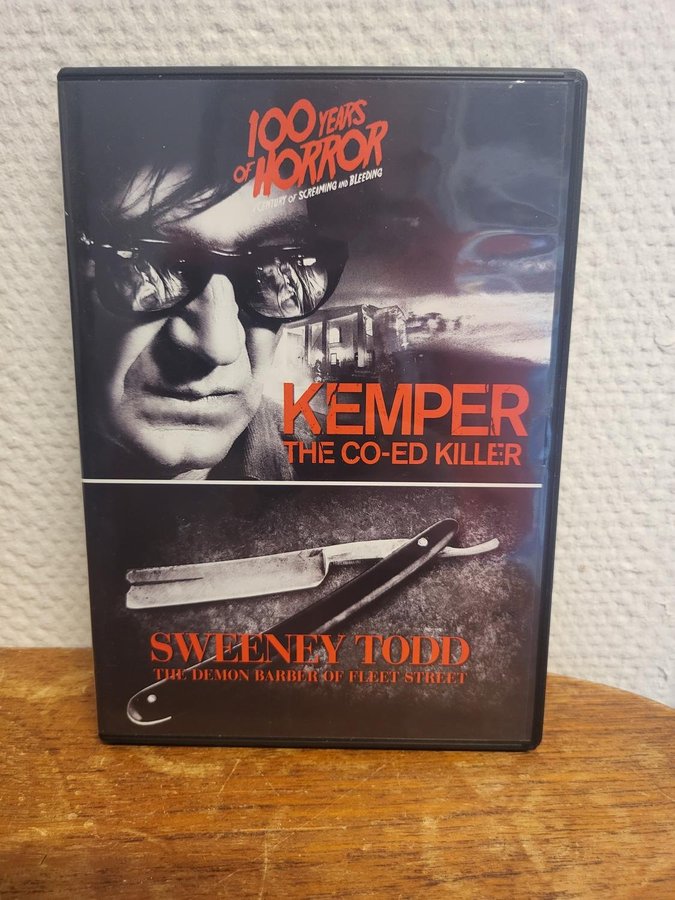 100 YEARS
OF HORROR
A CENTURY OF SCREAMING AND BLEEDING
KEMPER
THE CO-ED KILLER
SWEENEY TODD
THE DEMON BARBER OF FLEET STREET